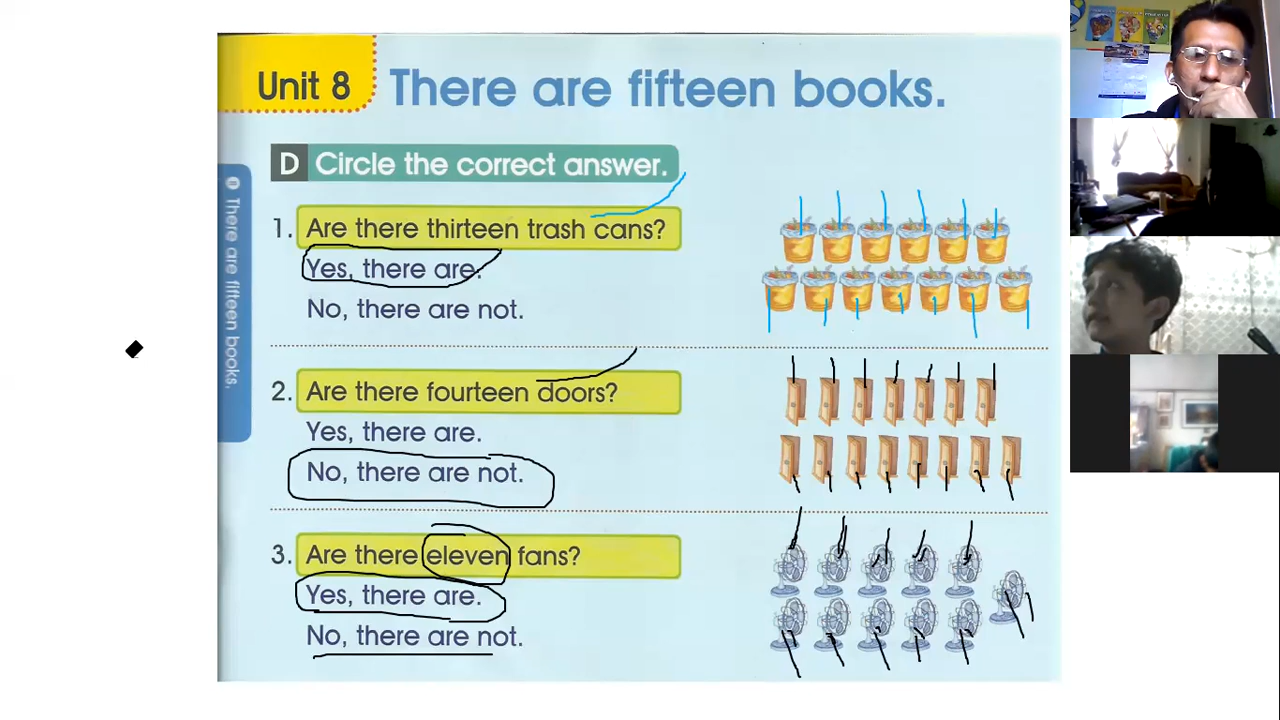 Unit 8
There are fifteen books.
D Circle the correct answer.
8 There are fifteen books.
1. Are there thirteen trash cans?
Yes, there are.
No, there are not.
2. Are there fourteen doors?
Yes, there are.
No, there are not.
3. Are there eleven fans?
Yes, there are.
No, there are not.